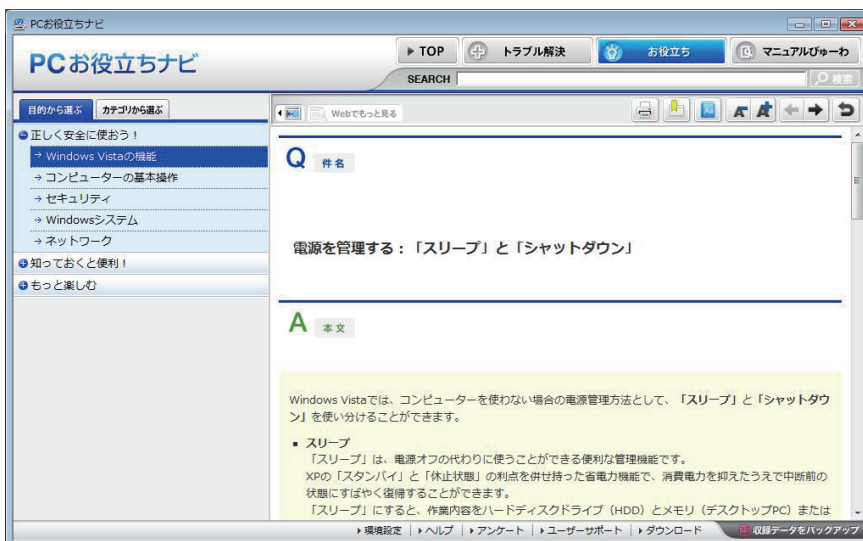 PCお役立ちナビ
PCお役立ちナビ
TOP
トラブル解決
お役立ち
マニュアルびゅーわ
SEARCH
検索
目的から選ぶ
カテゴリから選ぶ
Webでもっと見る
正しく安全に使おう！
→ Windows Vistaの機能
→ コンピューターの基本操作
→ セキュリティ
→ Windowsシステム
→ ネットワーク
知っておくと便利！
もっと楽しむ
Q 件名
電源を管理する：「スリープ」と「シャットダウン」
A 本文
Windows Vistaでは、コンピューターを使わない場合の電源管理方法として、「スリープ」と「シャットダウ
ン」を使い分けることができます。
■ スリープ
「スリープ」は、電源オフの代わりに使うことができる便利な管理機能です。
XPの「スタンバイ」と「休止状態」の利点を併せ持った省電力機能で、消費電力を抑えたうえで中断前の
状態にすばやく復帰することができます。
「スリープ」にすると、作業内容をハードディスクドライブ（HDD）とメモリ（デスクトップPC）または
環境設定
ヘルプ
アンケート
ユーザーサポート
ダウンロード
収録データをバックアップ